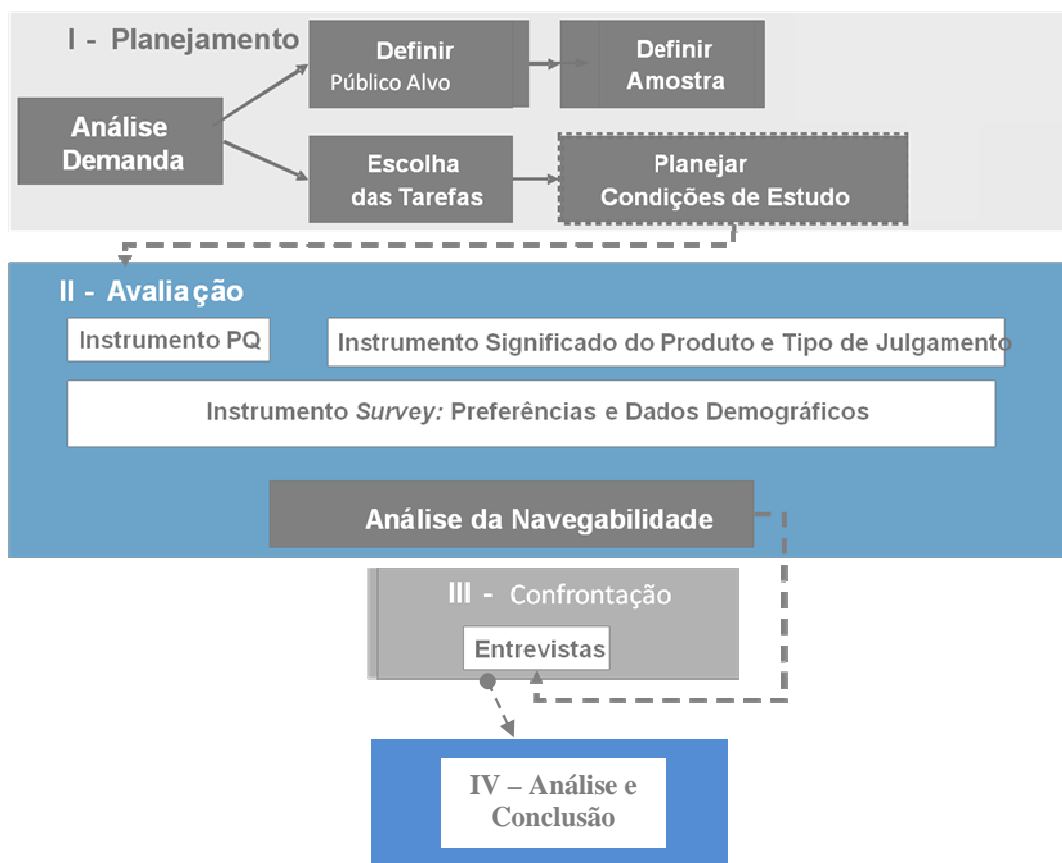 I - Planejamento
Definir
Público Alvo
Definir
Amostra
Análise
Demanda
Escolha
das Tarefas
Planejar
Condições de Estudo
II - Avaliação
Instrumento PQ
Instrumento Significado do Produto e Tipo de Julgamento
Instrumento Survey: Preferências e Dados Demográficos
Análise da Navegabilidade
III - Confrontação
Entrevistas
IV – Análise e
Conclusão